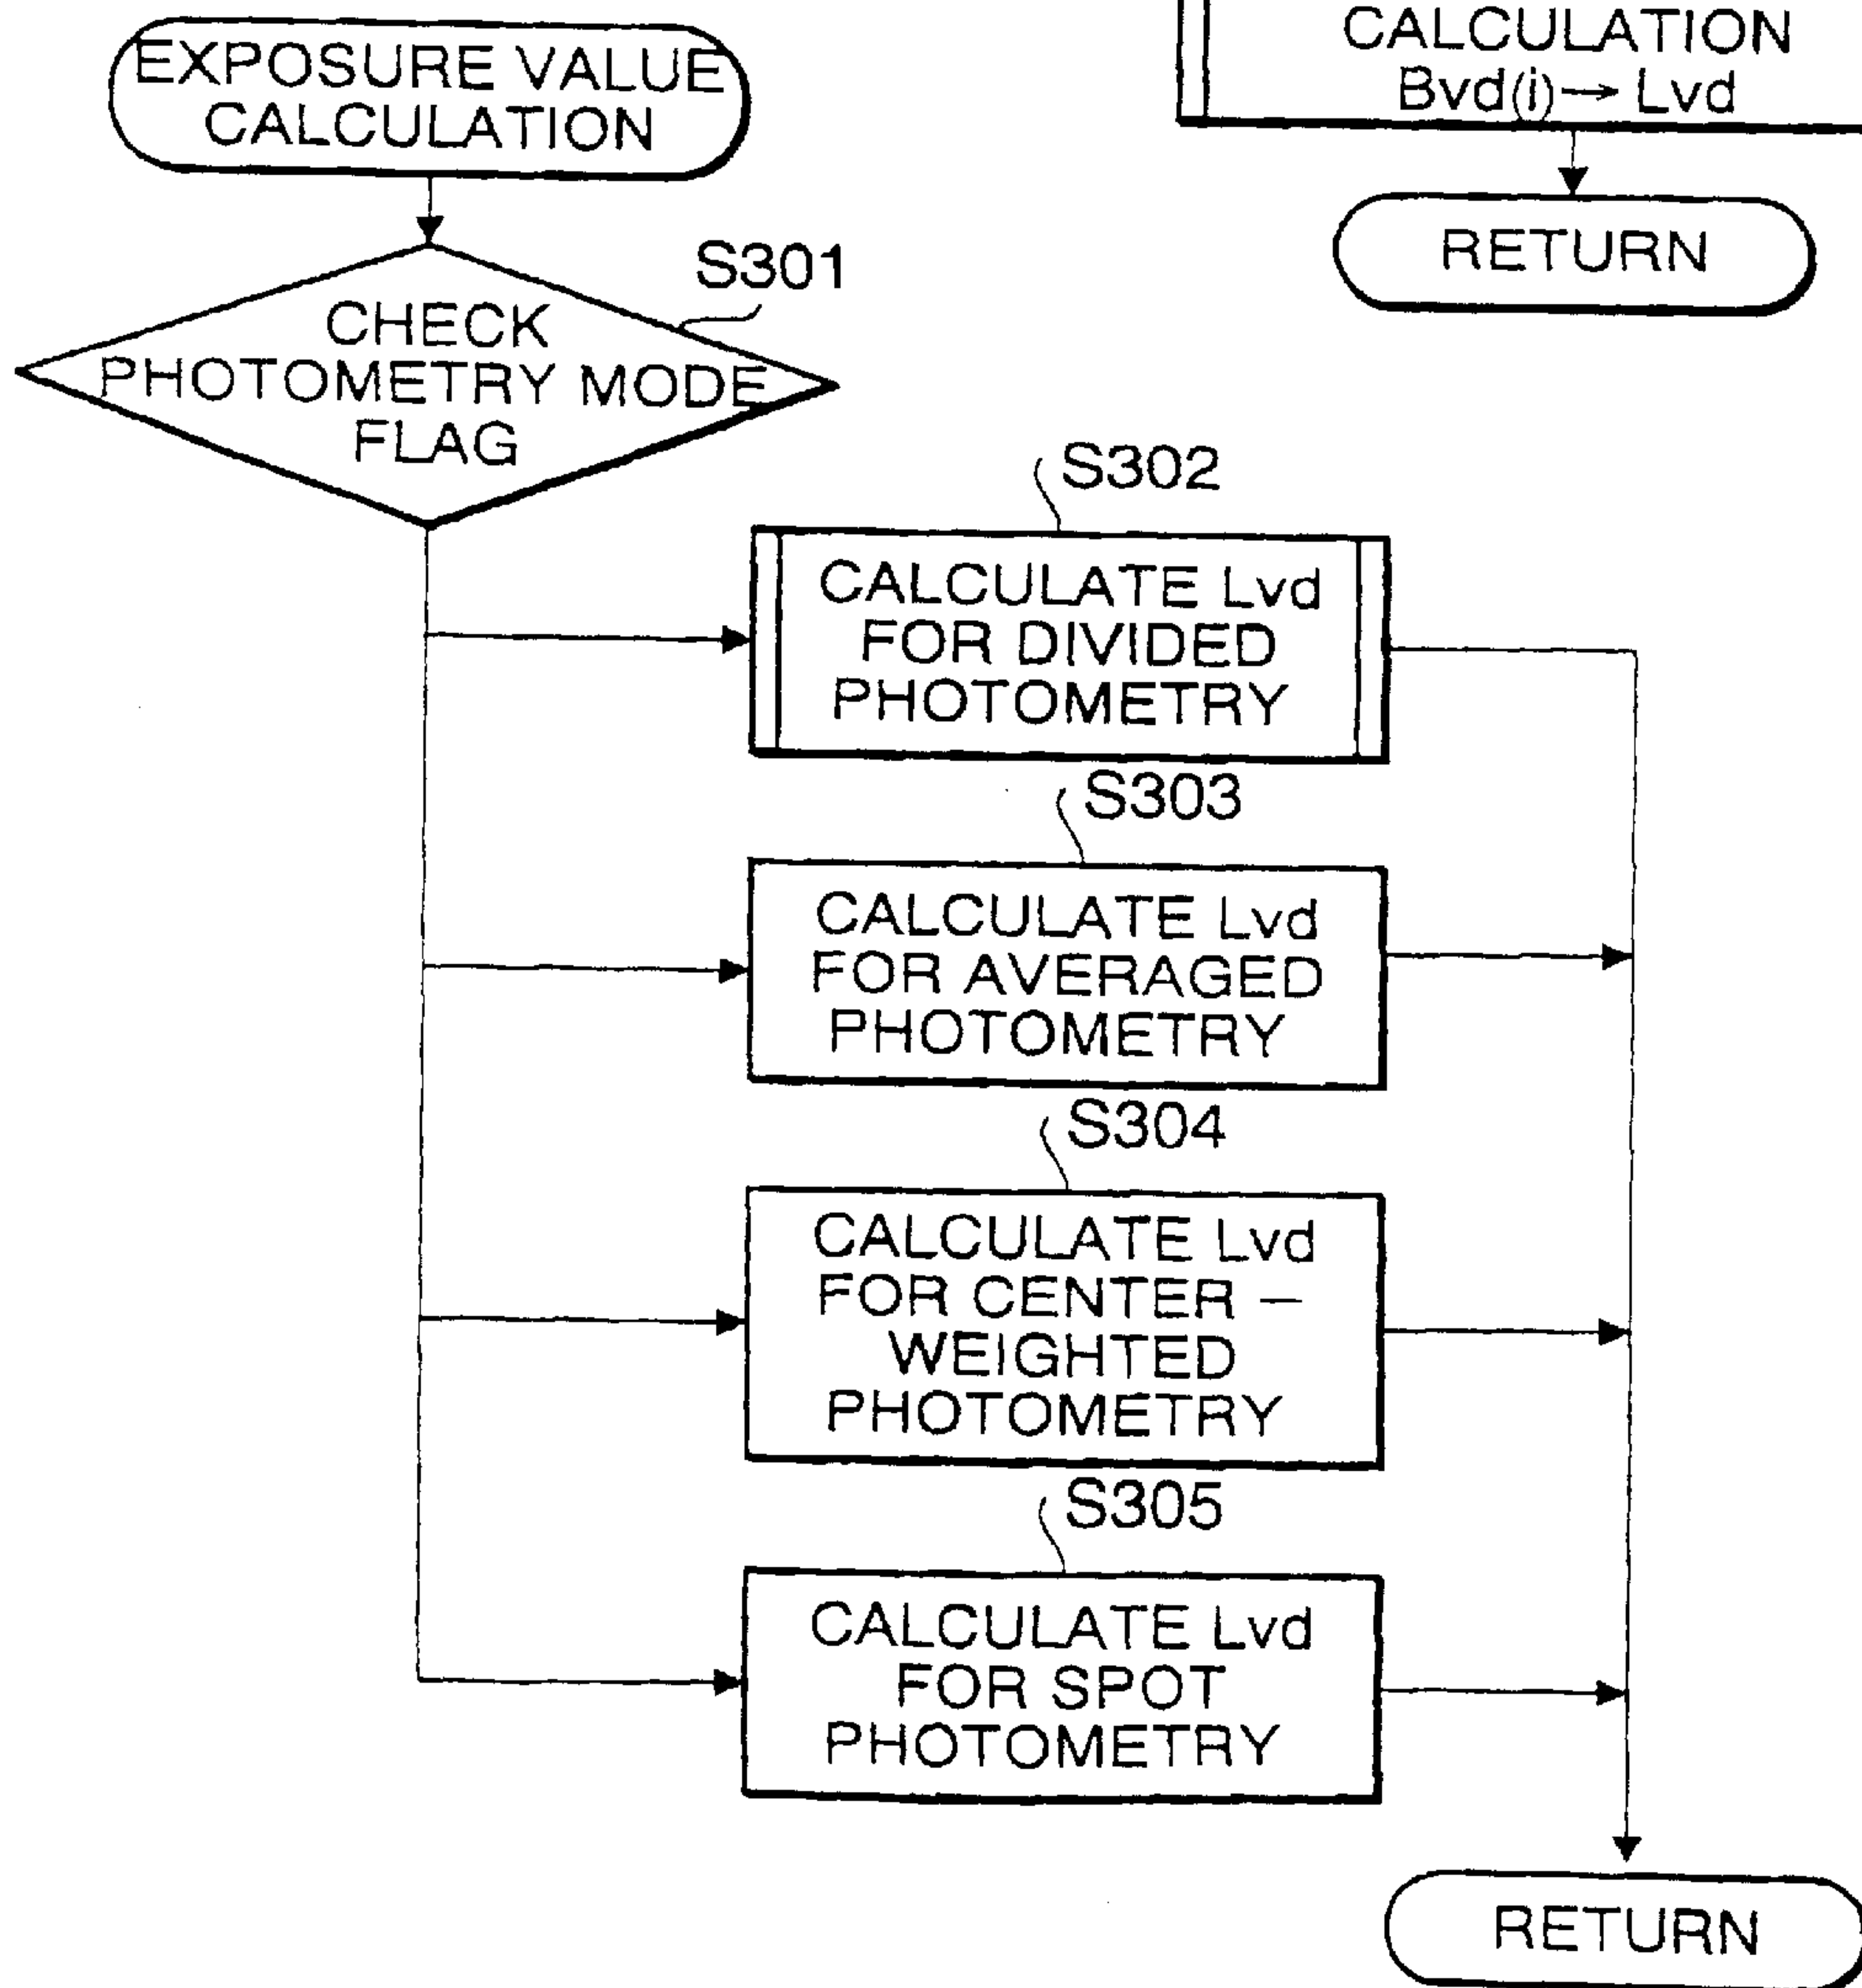 CALCULATION
Bvd(i)→ Lvd
RETURN
EXPOSURE VALUE
CALCULATION
S301
CHECK
PHOTOMETRY MODE
FLAG
S302
CALCULATE Lvd
FOR DIVIDED
PHOTOMETRY
S303
CALCULATE Lvd
FOR AVERAGED
PHOTOMETRY
S304
CALCULATE Lvd
FOR CENTER –
WEIGHTED
PHOTOMETRY
S305
CALCULATE Lvd
FOR SPOT
PHOTOMETRY
RETURN